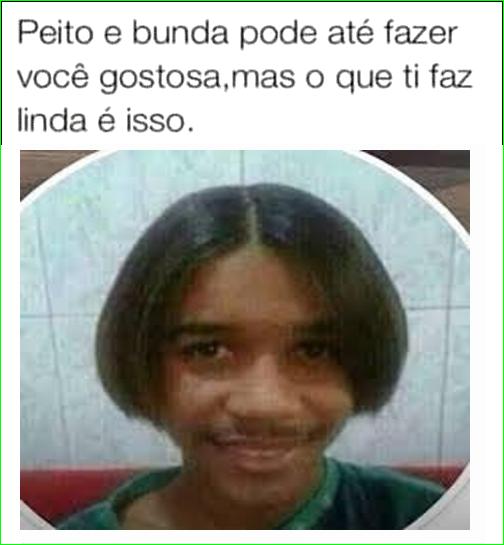 Peito e bunda pode até fazer
você gostosa,mas o que ti faz
linda é isso.